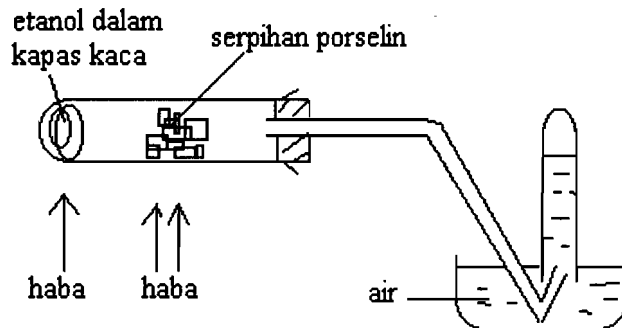 etanol dalam
kapas kaca
serpihan porselin
haba
haba
air